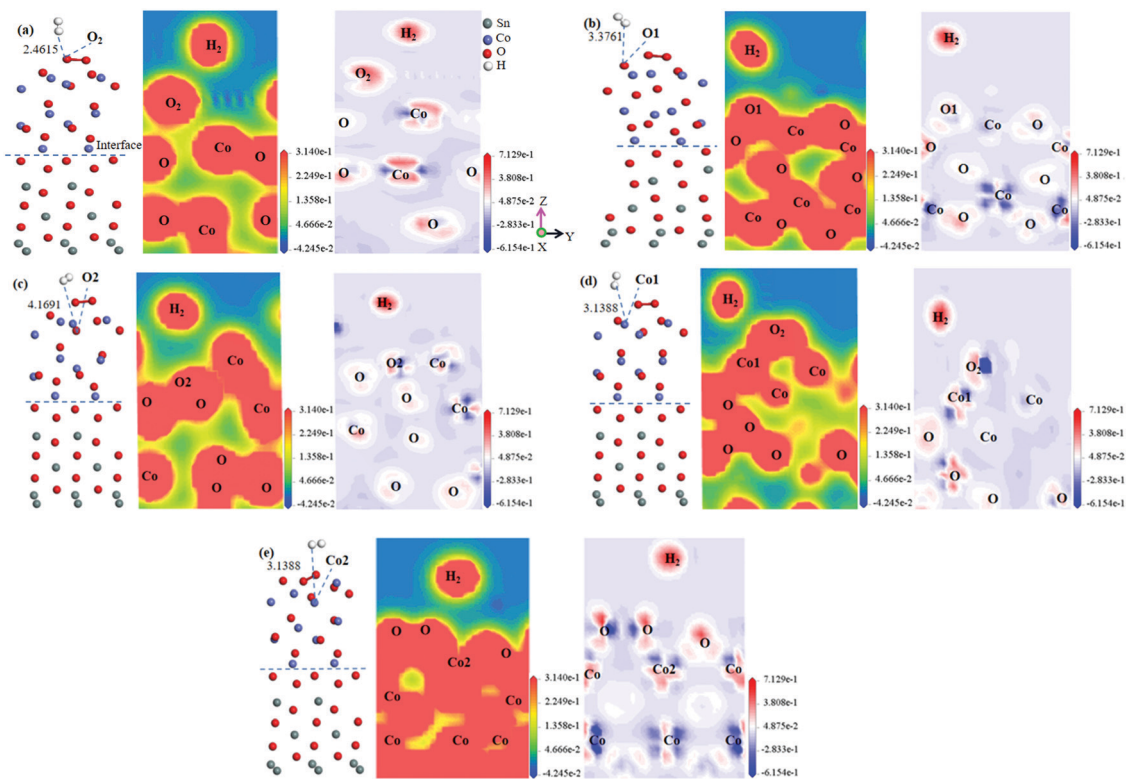 (a)
O₂
2.4615
Interface
H₂
O₂
Co
O
O
Co
O
O
H₂
O₂
O
Co
O
Co
O
O
Sn
Co
O
H
Z
Y
X
3.140e-1
2.249e-1
1.358e-1
4.666e-2
-4.245e-2
7.129e-1
3.808e-1
4.875e-2
-2.833e-1
-6.154e-1
(b)
O1
3.3761
H₂
O1
O
Co
O
Co
O
O
Co
O
Co
O
O
3.140e-1
2.249e-1
1.358e-1
4.666e-2
-4.245e-2
H₂
O1
Co
O
O
Co
O
O
Co
Co
Co
O
O
7.129e-1
3.808e-1
4.875e-2
-2.833e-1
-6.154e-1
(c)
O2
4.1691
H₂
Co
O2
O
O
Co
O
Co
O
O
O
3.140e-1
2.249e-1
1.358e-1
4.666e-2
-4.245e-2
H₂
O2
Co
O
O
Co
Co
O
O
O
7.129e-1
3.808e-1
4.875e-2
-2.833e-1
-6.154e-1
(d)
Co1
3.1388
H₂
O₂
Co1
Co
O
O
O
O
O
3.140e-1
2.249e-1
1.358e-1
4.666e-2
-4.245e-2
H₂
O₂
Co1
Co
O
Co
O
O
O
7.129e-1
3.808e-1
4.875e-2
-2.833e-1
-6.154e-1
(e)
3.1388
Co2
H₂
O
O
Co2
O
Co
Co
Co
Co
Co
3.140e-1
2.249e-1
1.358e-1
4.666e-2
-4.245e-2
H₂
O
O
O
Co
Co2
Co
Co
Co
Co
7.129e-1
3.808e-1
4.875e-2
-2.833e-1
-6.154e-1